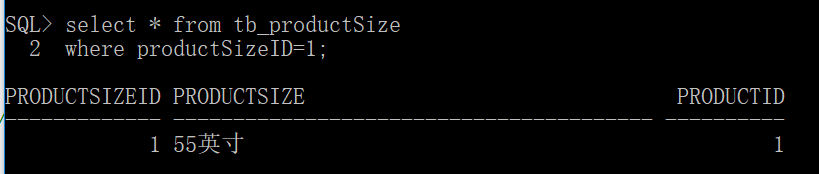 SQL> select * from tb_productSize
2 where productSizeID=1;
PRODUCTSIZEID PRODUCTSIZE PRODUCTID
------------- ---------------------------------------- ----------
1 55英寸 1